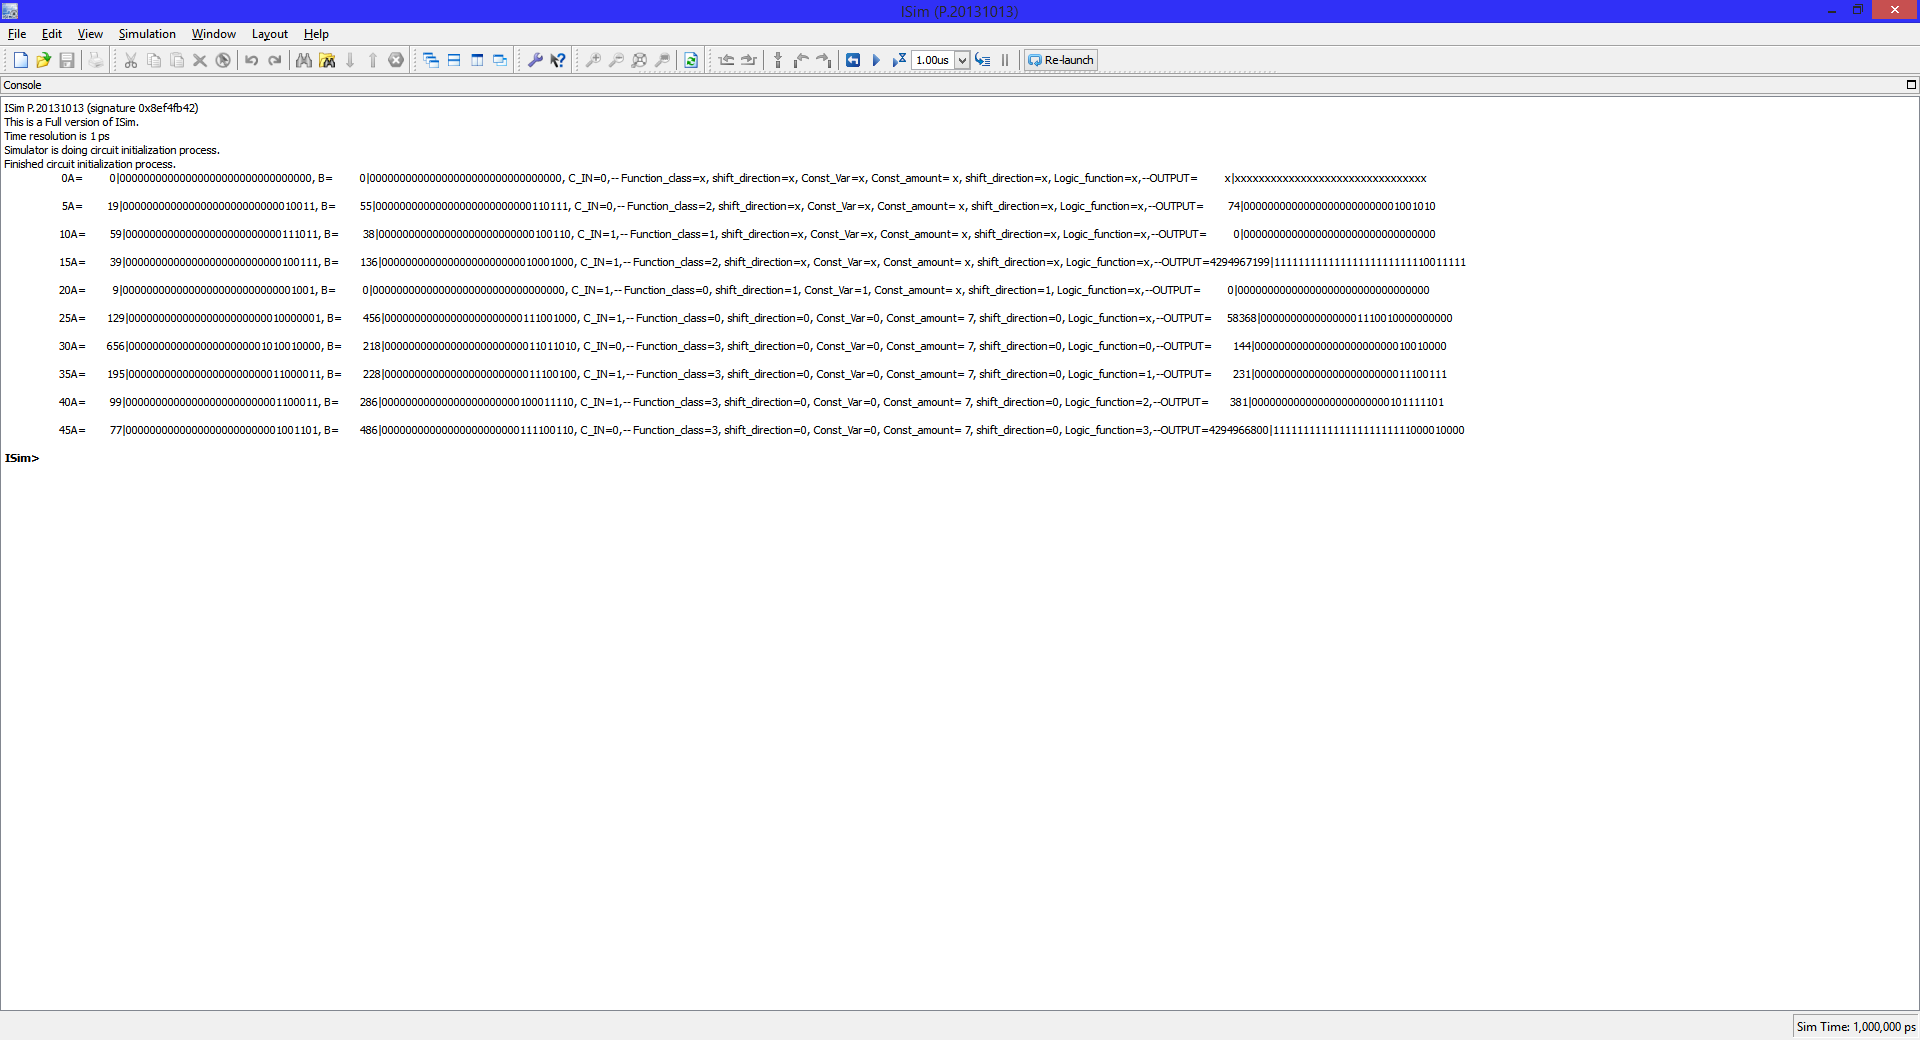 ISim (P.20131013)
File Edit View Simulation Window Layout Help
1.00us Re-launch
Console
ISim P.20131013 (signature 0x8ef4fb42)
This is a Full version of ISim.
Time resolution is 1 ps
Simulator is doing circuit initialization process.
Finished circuit initialization process.
0A= 0|00000000000000000000000000000000, B= 0|00000000000000000000000000000000, C_IN=0,-- Function_class=x, shift_direction=x, Const_Var=x, Const_amount= x, shift_direction=x, Logic_function=x,--OUTPUT= x|xxxxxxxxxxxxxxxxxxxxxxxxxxxxxxxx
5A= 19|00000000000000000000000000010011, B= 55|00000000000000000000000000110111, C_IN=0,-- Function_class=2, shift_direction=x, Const_Var=x, Const_amount= x, shift_direction=x, Logic_function=x,--OUTPUT= 74|00000000000000000000000001001010
10A= 59|00000000000000000000000000111011, B= 38|00000000000000000000000000100110, C_IN=1,-- Function_class=1, shift_direction=x, Const_Var=x, Const_amount= x, shift_direction=x, Logic_function=x,--OUTPUT= 0|00000000000000000000000000000000
15A= 39|00000000000000000000000000100111, B= 136|00000000000000000000000010001000, C_IN=1,-- Function_class=2, shift_direction=x, Const_Var=x, Const_amount= x, shift_direction=x, Logic_function=x,--OUTPUT=4294967199|11111111111111111111111110011111
20A= 9|00000000000000000000000000001001, B= 0|00000000000000000000000000000000, C_IN=1,-- Function_class=0, shift_direction=1, Const_Var=1, Const_amount= x, shift_direction=1, Logic_function=x,--OUTPUT= 0|00000000000000000000000000000000
25A= 129|00000000000000000000000010000001, B= 456|00000000000000000000000111001000, C_IN=1,-- Function_class=0, shift_direction=0, Const_Var=0, Const_amount= 7, shift_direction=0, Logic_function=x,--OUTPUT= 58368|00000000000000001110010000000000
30A= 656|00000000000000000000001010010000, B= 218|00000000000000000000000011011010, C_IN=0,-- Function_class=3, shift_direction=0, Const_Var=0, Const_amount= 7, shift_direction=0, Logic_function=0,--OUTPUT= 144|00000000000000000000000010010000
35A= 195|00000000000000000000000011000011, B= 228|00000000000000000000000011100100, C_IN=1,-- Function_class=3, shift_direction=0, Const_Var=0, Const_amount= 7, shift_direction=0, Logic_function=1,--OUTPUT= 231|00000000000000000000000011100111
40A= 99|00000000000000000000000001100011, B= 286|00000000000000000000000100011110, C_IN=1,-- Function_class=3, shift_direction=0, Const_Var=0, Const_amount= 7, shift_direction=0, Logic_function=2,--OUTPUT= 381|00000000000000000000000101111101
45A= 77|00000000000000000000000001001101, B= 486|00000000000000000000000111100110, C_IN=0,-- Function_class=3, shift_direction=0, Const_Var=0, Const_amount= 7, shift_direction=0, Logic_function=3,--OUTPUT=4294966800|11111111111111111111111000010000
ISim>
Sim Time: 1,000,000 ps